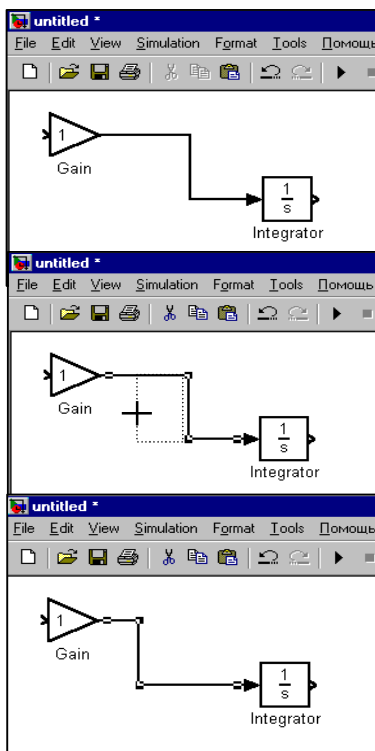 untitled *
File Edit View Simulation Format Tools Помощь
1
Gain
1
s
Integrator
untitled *
File Edit View Simulation Format Tools Помощь
1
Gain
1
s
Integrator
untitled *
File Edit View Simulation Format Tools Помощь
1
Gain
1
s
Integrator